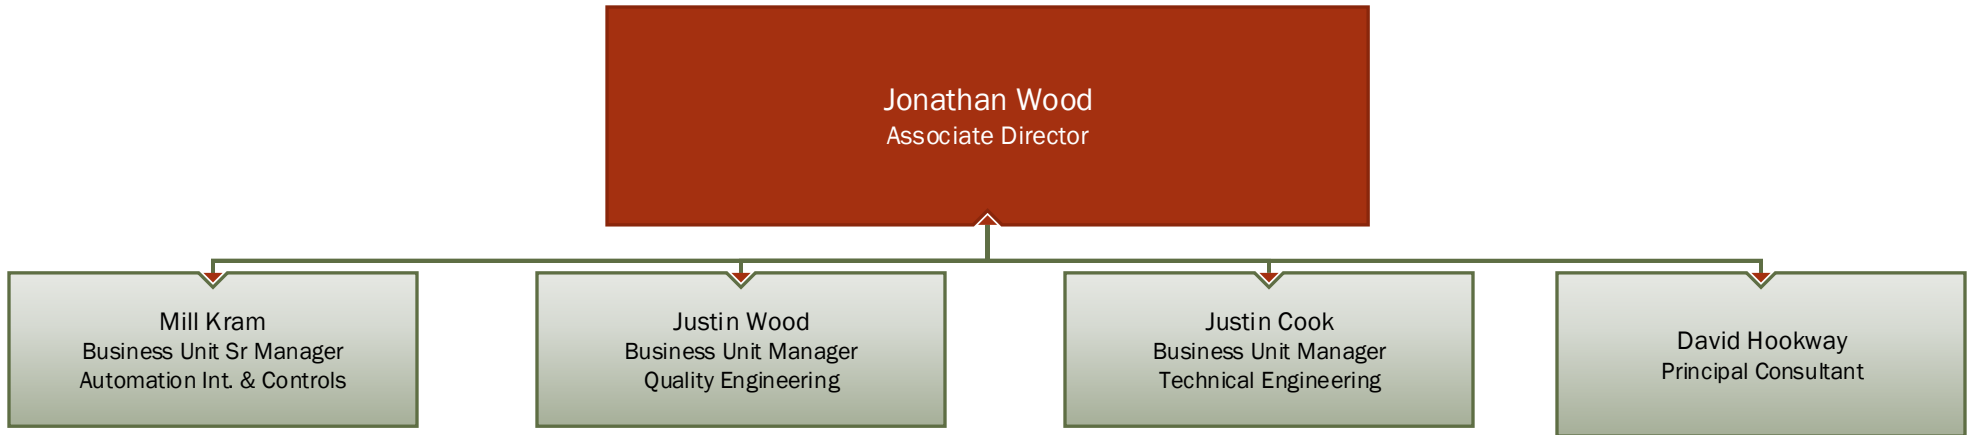 Jonathan Wood
Associate Director
Mill Kram
Business Unit Sr Manager
Automation Int. & Controls
Justin Wood
Business Unit Manager
Quality Engineering
Justin Cook
Business Unit Manager
Technical Engineering
David Hookway
Principal Consultant